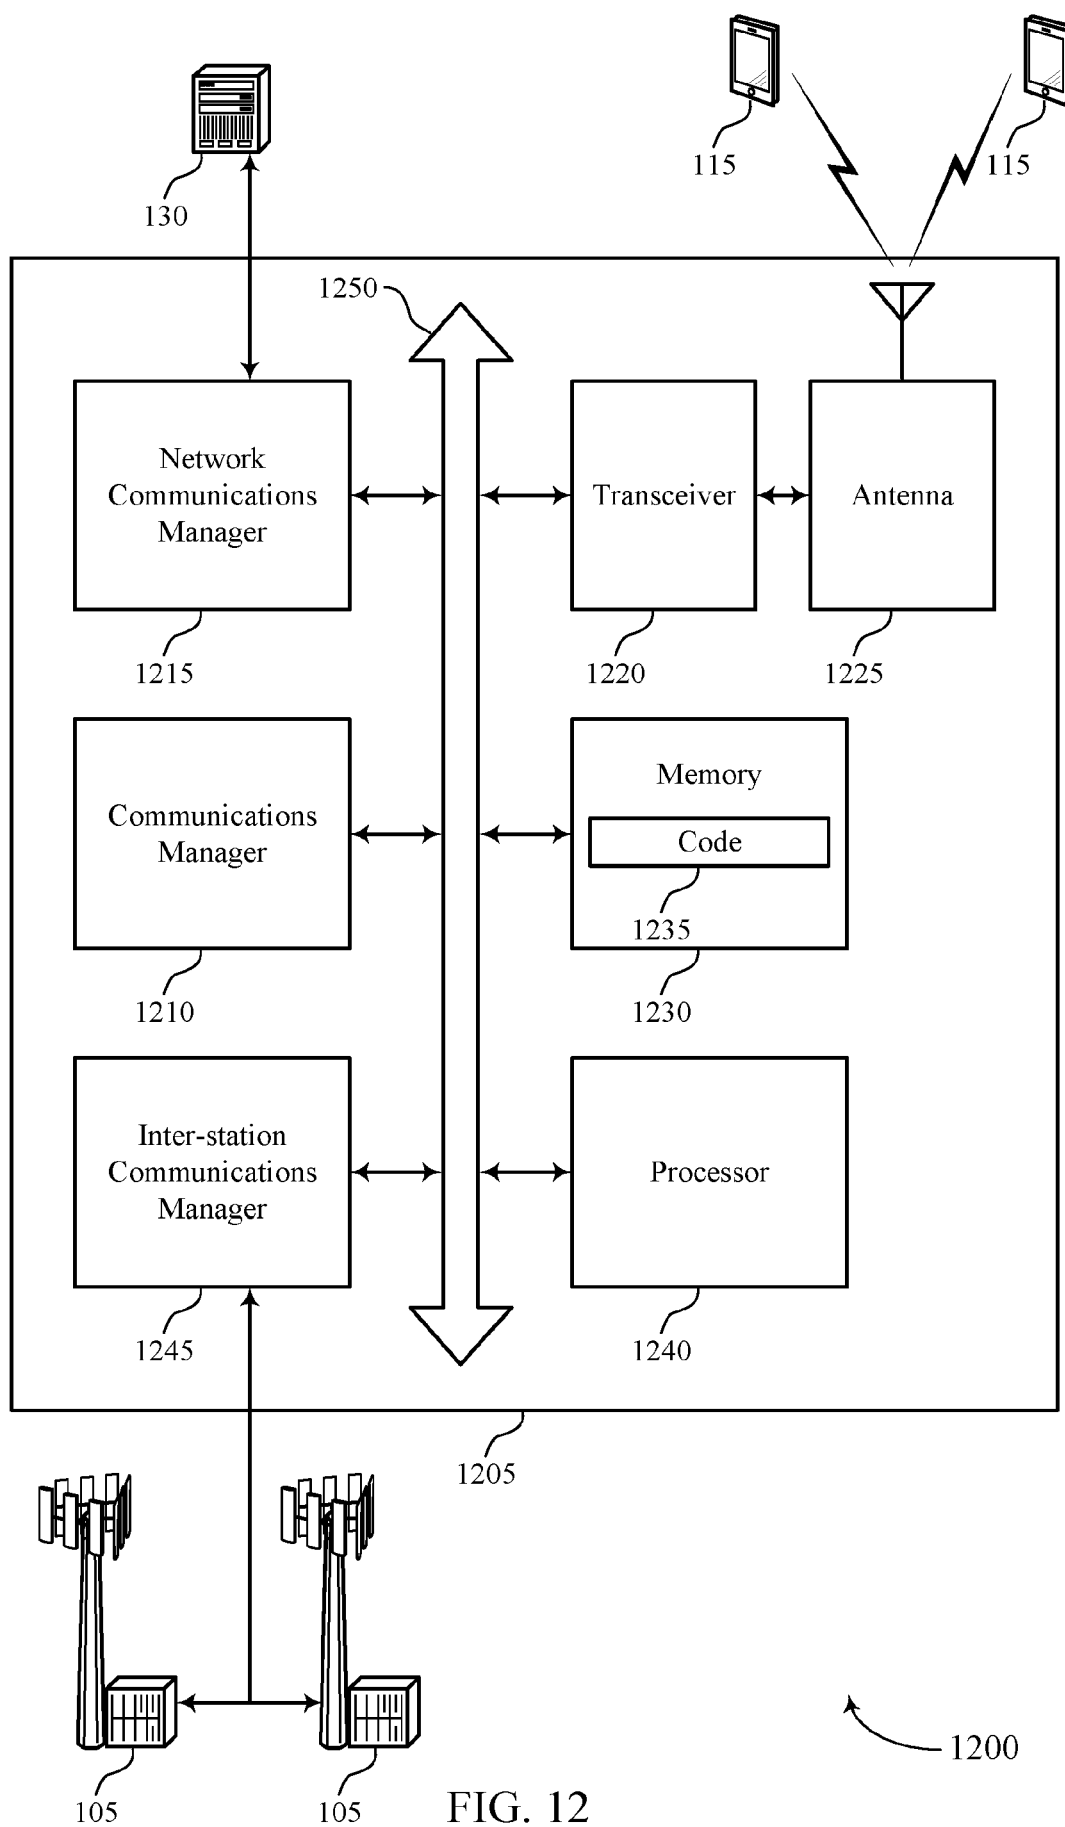 130
115
115
1250
Network
Communications
Manager
Transceiver
Antenna
1215
1220
1225
Communications
Manager
Memory
Code
1235
1210
1230
Inter-station
Communications
Manager
Processor
1245
1240
1205
105
105
1200
FIG. 12